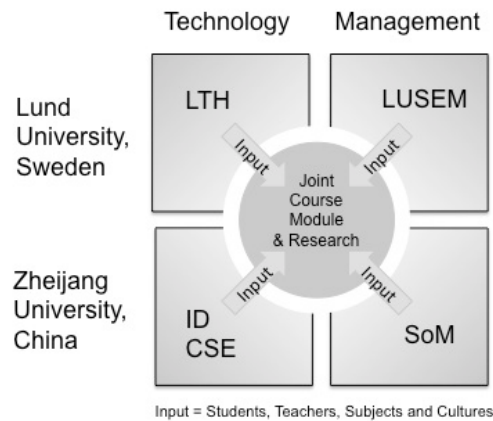 Technology Management
Lund
University,
Sweden
LTH
LUSEM
Input
Input
Joint
Course
Module
& Research
Zheijang
University,
China
Input
Input
ID
CSE
SoM
Input = Students, Teachers, Subjects and Cultures